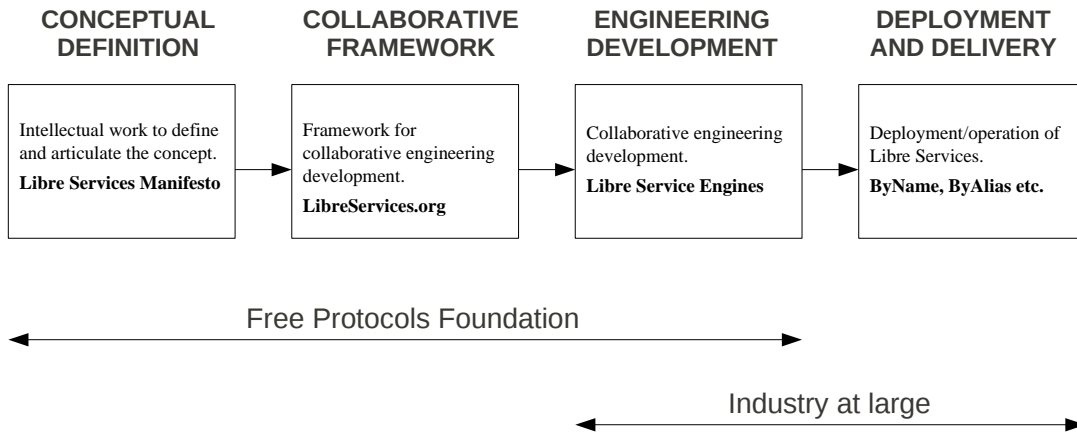 CONCEPTUAL
DEFINITION
COLLABORATIVE
FRAMEWORK
ENGINEERING
DEVELOPMENT
DEPLOYMENT
AND DELIVERY
Intellectual work to define
and articulate the concept.
Libre Services Manifesto
Framework for
collaborative engineering
development.
LibreServices.org
Collaborative engineering
development.
Libre Service Engines
Deployment/operation of
Libre Services.
ByName, ByAlias etc.
Free Protocols Foundation
Industry at large